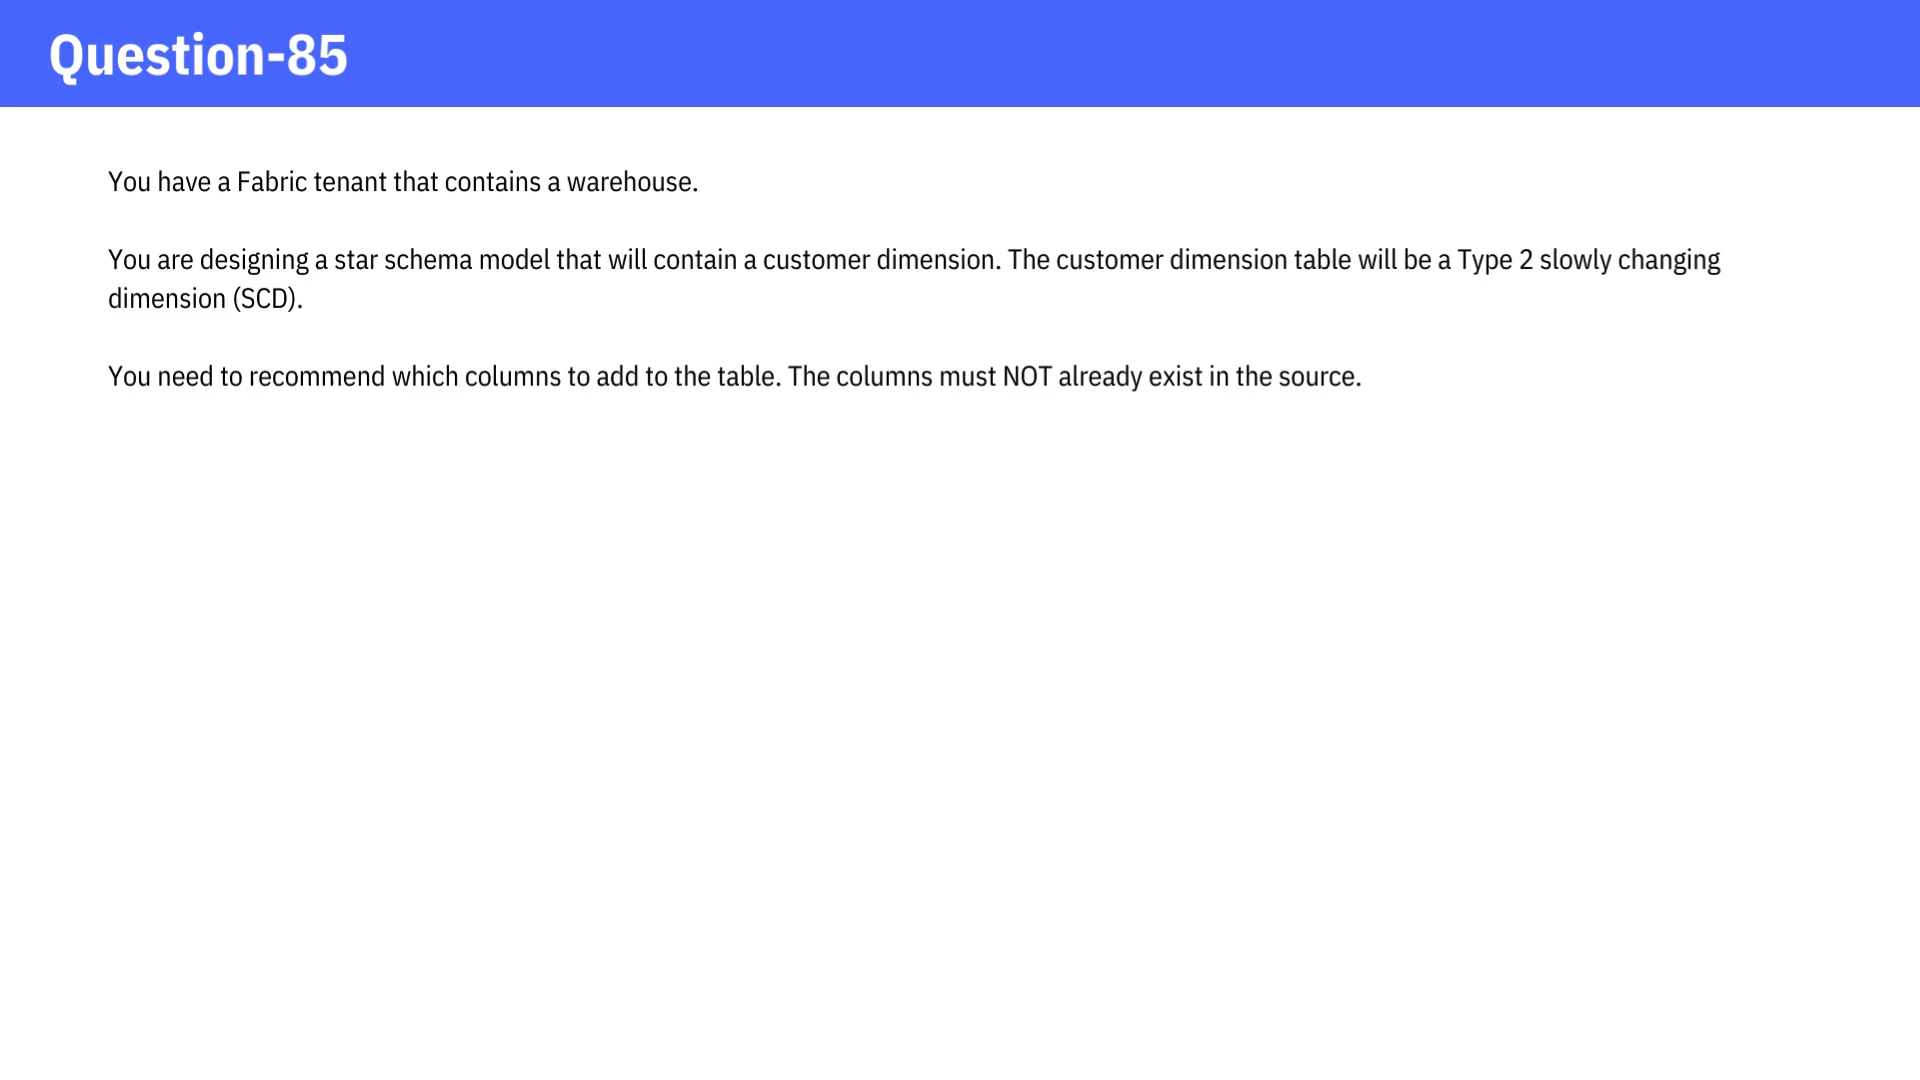 Question-85
You have a Fabric tenant that contains a warehouse.
You are designing a star schema model that will contain a customer dimension. The customer dimension table will be a Type 2 slowly changing
dimension (SCD).
You need to recommend which columns to add to the table. The columns must NOT already exist in the source.